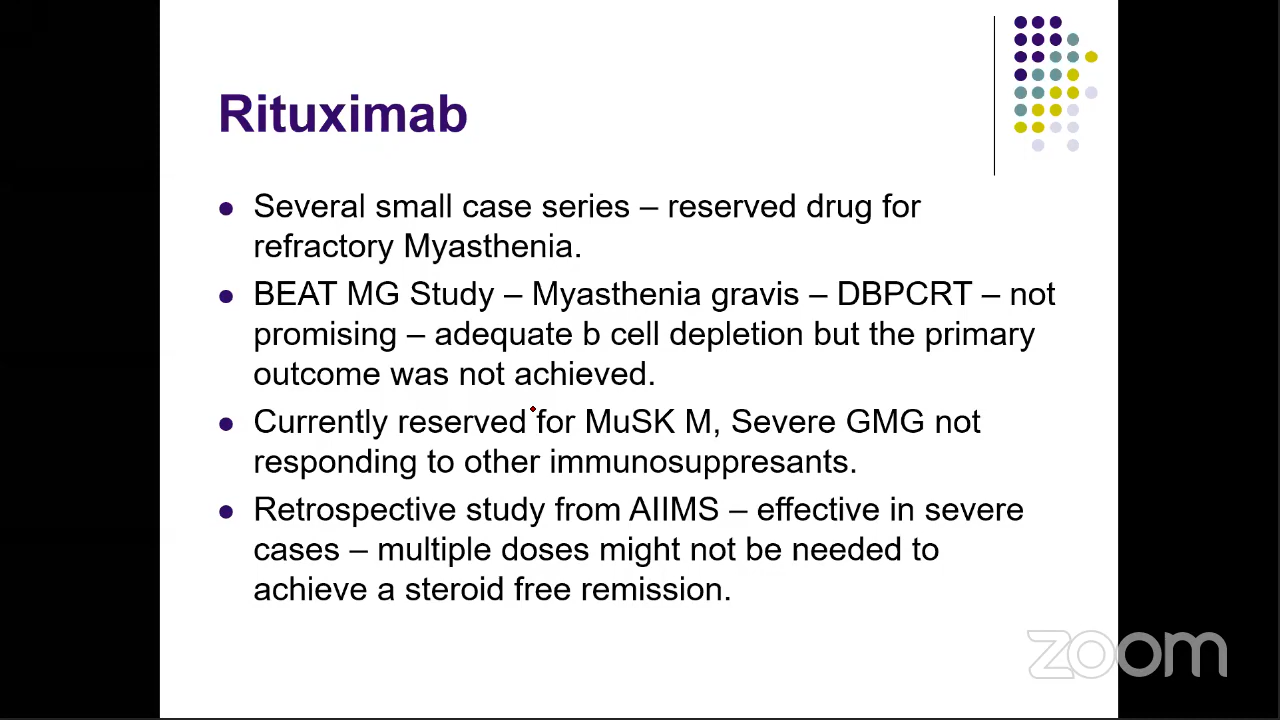 Rituximab
Several small case series – reserved drug for
refractory Myasthenia.
BEAT MG Study – Myasthenia gravis – DBPCRT – not
promising – adequate b cell depletion but the primary
outcome was not achieved.
Currently reserved for MuSK M, Severe GMG not
responding to other immunosuppresants.
Retrospective study from AIIMS – effective in severe
cases – multiple doses might not be needed to
achieve a steroid free remission.
zoom